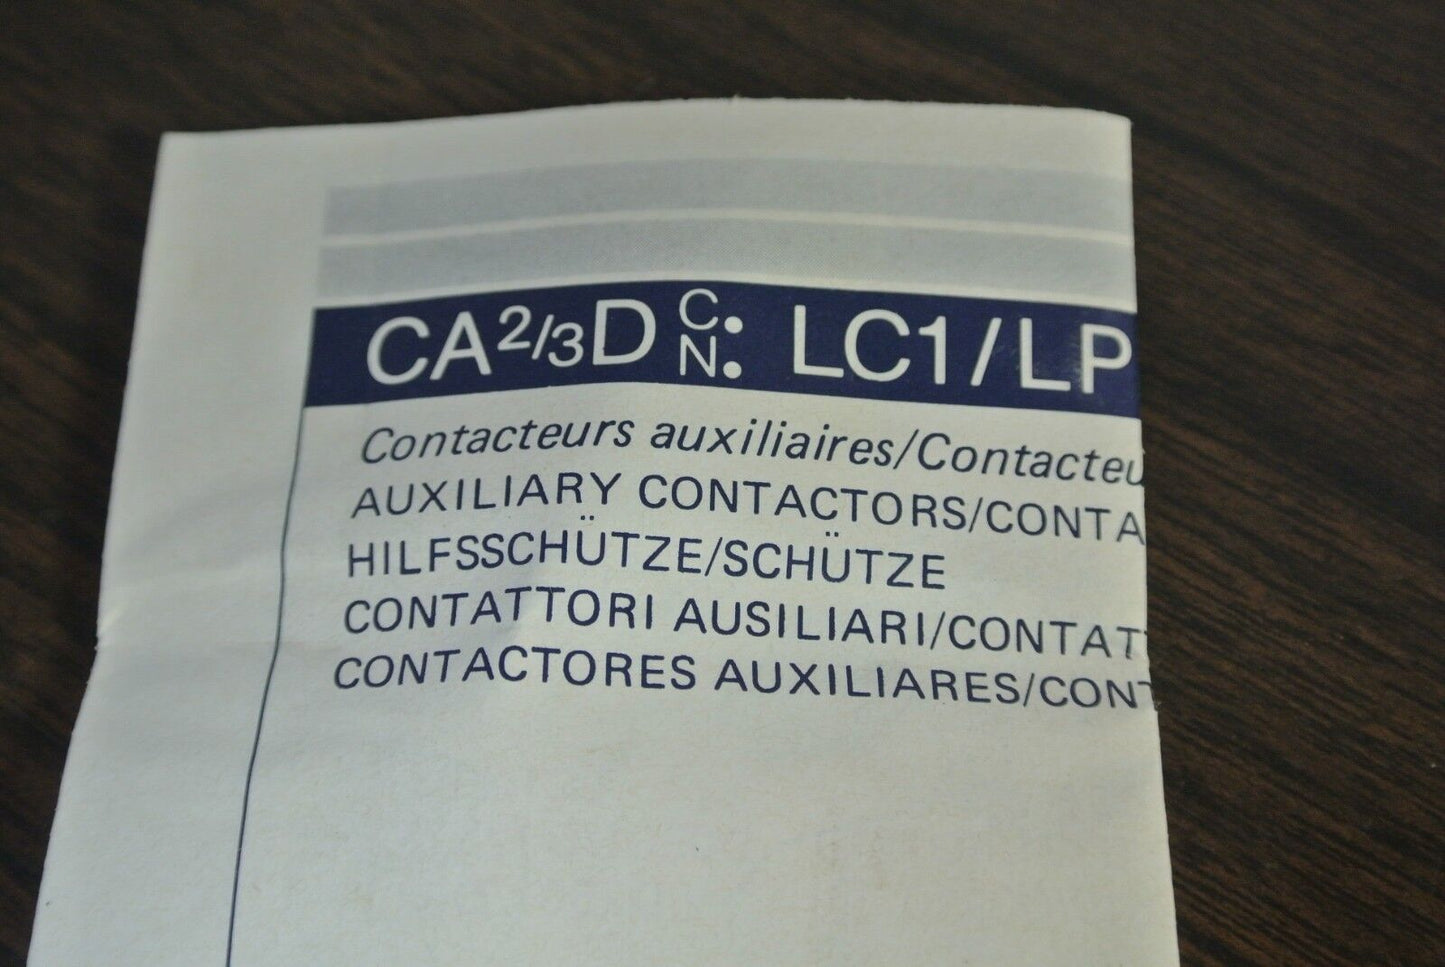 CA2/3D C. N. : LC1/LP
Contacteurs auxiliaires/Contacteu
AUXILIARY CONTACTORS/CONTA
HILFSSCHÜTZE/SCHÜTZE
CONTATTORI AUSILIARI/CONTAT
CONTACTORES AUXILIARES/CONT